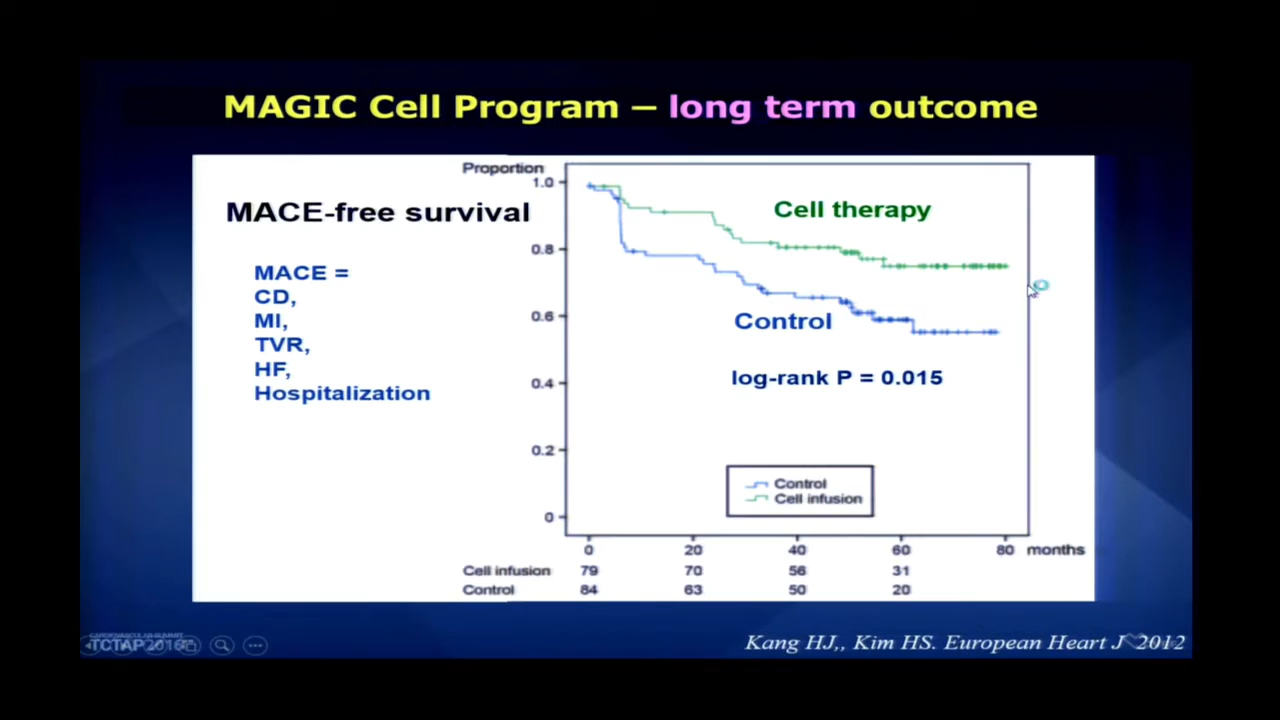 MAGIC Cell Program – long term outcome
Proportion
MACE-free survival
MACE =
CD,
MI,
TVR,
HF,
Hospitalization
1.0
0.8
0.6
0.4
0.2
0
Cell therapy
Control
log-rank P = 0.015
Control
Cell infusion
0 20 40 60 80 months
Cell infusion 79 70 56 31
Control 84 63 50 20
CARDIOVASCULAR SUMMIT
TCTAP2016
Kang HJ,, Kim HS. European Heart J 2012